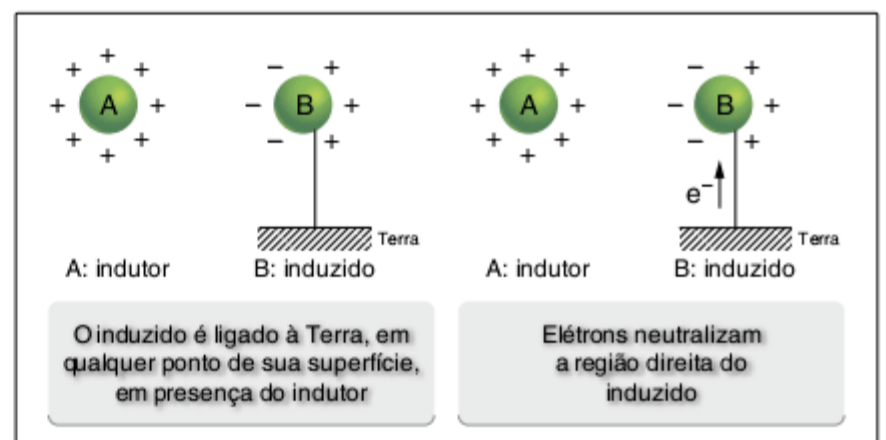 A B A B
e⁻
Terra Terra
A: indutor B: induzido A: indutor B: induzido
O induzido é ligado à Terra, em
qualquer ponto de sua superfície,
em presença do indutor
Elétrons neutralizam
a região direita do
induzido